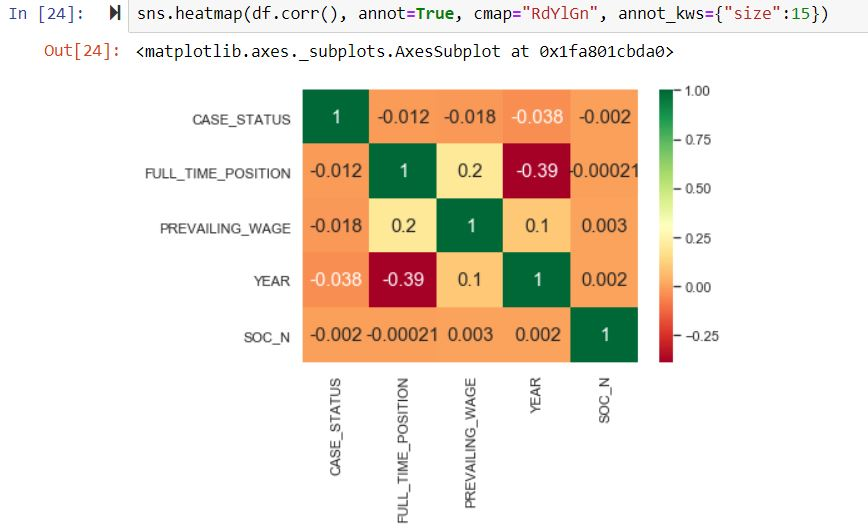 In [24]: sns.heatmap(df.corr(), annot=True, cmap="RdYlGn", annot_kws={"size":15})
Out[24]: <matplotlib.axes._subplots.AxesSubplot at 0x1fa801cbda0>
CASE_STATUS 1 -0.012 -0.018 -0.038 -0.002
FULL_TIME_POSITION -0.012 1 0.2 -0.39 -0.00021
PREVAILING_WAGE -0.018 0.2 1 0.1 0.003
YEAR -0.038 -0.39 0.1 1 0.002
SOC_N -0.002 -0.00021 0.003 0.002 1
CASE_STATUS
FULL_TIME_POSITION
PREVAILING_WAGE
YEAR
SOC_N
1.00
0.75
0.50
0.25
0.00
−0.25